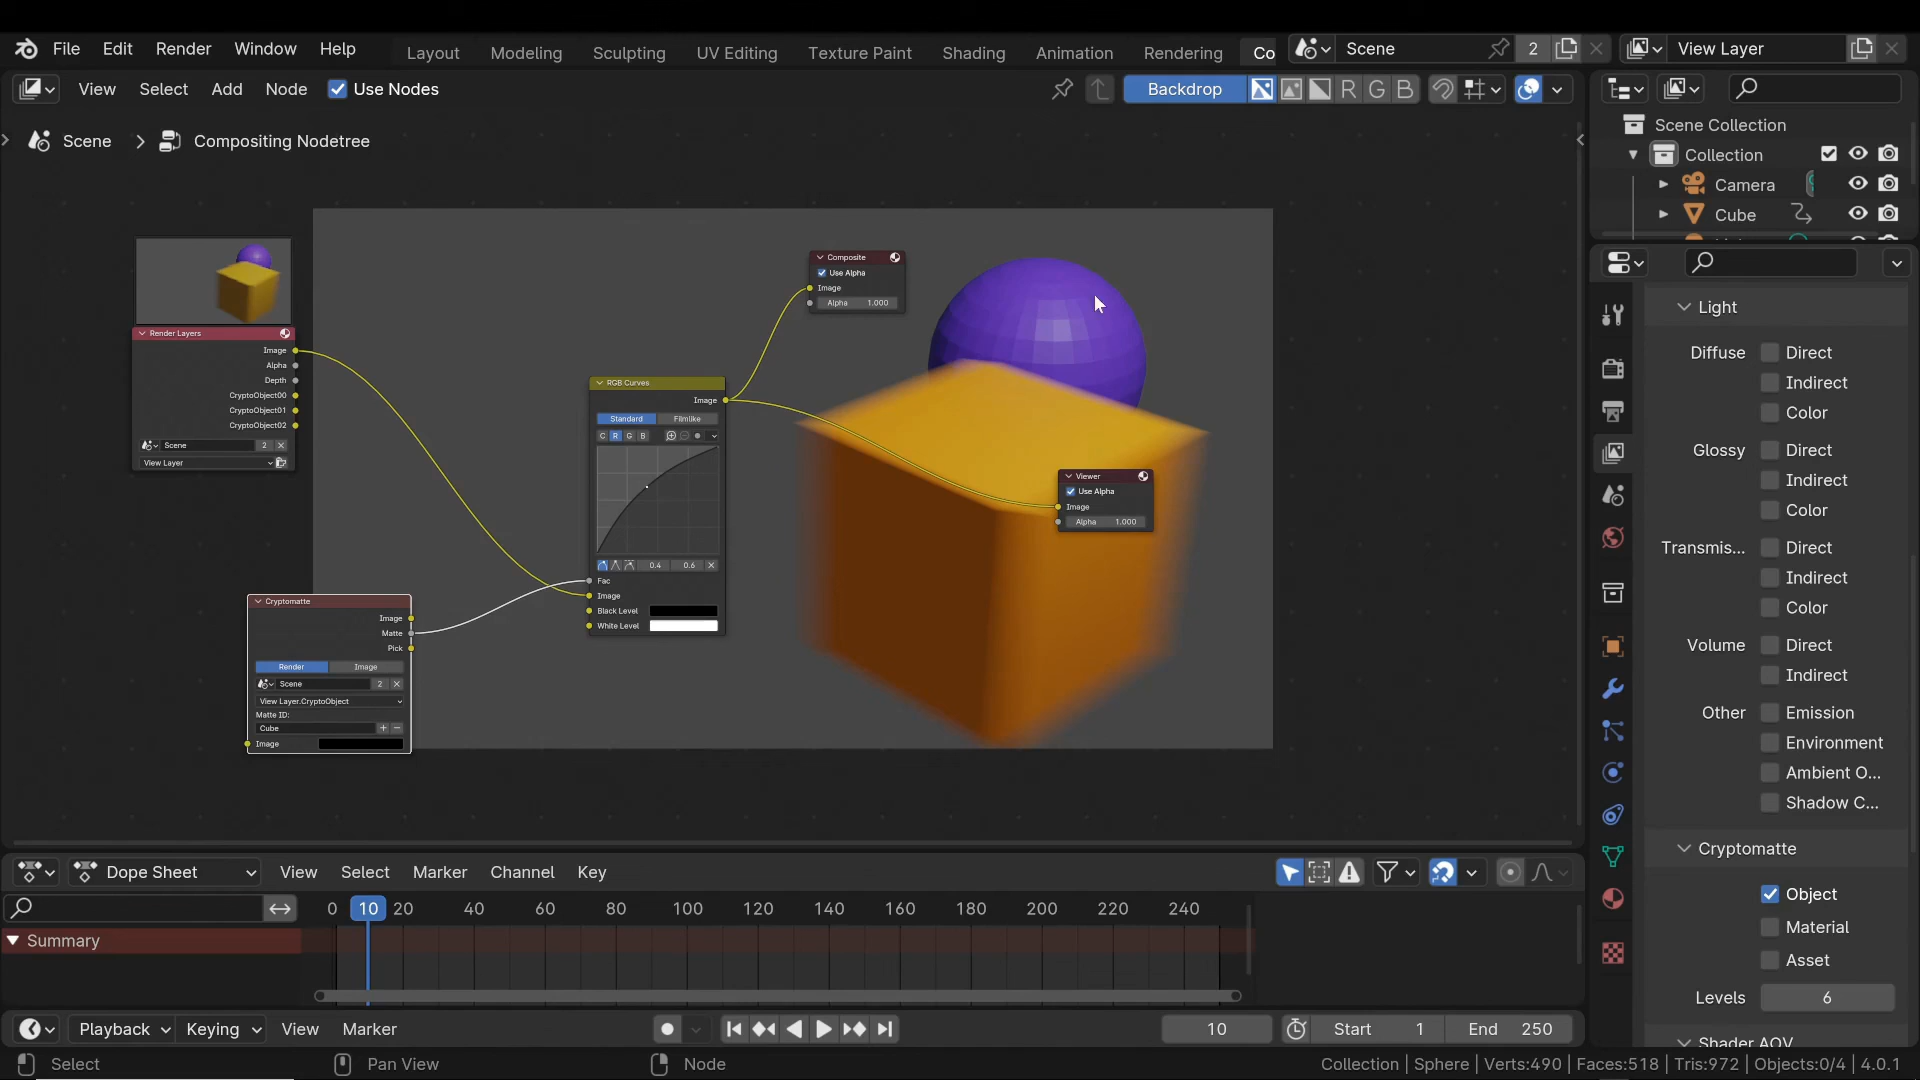 File Edit Render Window Help Layout Modeling Sculpting UV Editing Texture Paint Shading Animation Rendering Co Scene 2 View Layer
View Select Add Node Use Nodes Backdrop R G B
Scene > Compositing Nodetree
Scene Collection
Collection
Camera
Cube
Render Layers
Image
Alpha
Depth
CryptoObject00
CryptoObject01
CryptoObject02
Scene 2
View Layer
Cryptomatte
Image
Matte
Pick
Render Image
Scene 2
View Layer.CryptoObject
Matte ID:
Cube
Image
RGB Curves
Image
Standard Filmlike
C R G B
0.4 0.6
Fac
Image
Black Level
White Level
Composite
Use Alpha
Image
Alpha 1.000
Viewer
Use Alpha
Image
Alpha 1.000
Light
Diffuse Direct
Indirect
Color
Glossy Direct
Indirect
Color
Transmis... Direct
Indirect
Color
Volume Direct
Indirect
Other Emission
Environment
Ambient O...
Shadow C...
Cryptomatte
Object
Material
Asset
Levels 6
Dope Sheet View Select Marker Channel Key
0 10 20 40 60 80 100 120 140 160 180 200 220 240
Summary
Playback Keying View Marker 10 Start 1 End 250
Select Pan View Node Collection | Sphere | Verts:490 | Faces:518 | Tris:972 | Objects:0/4 | 4.0.1